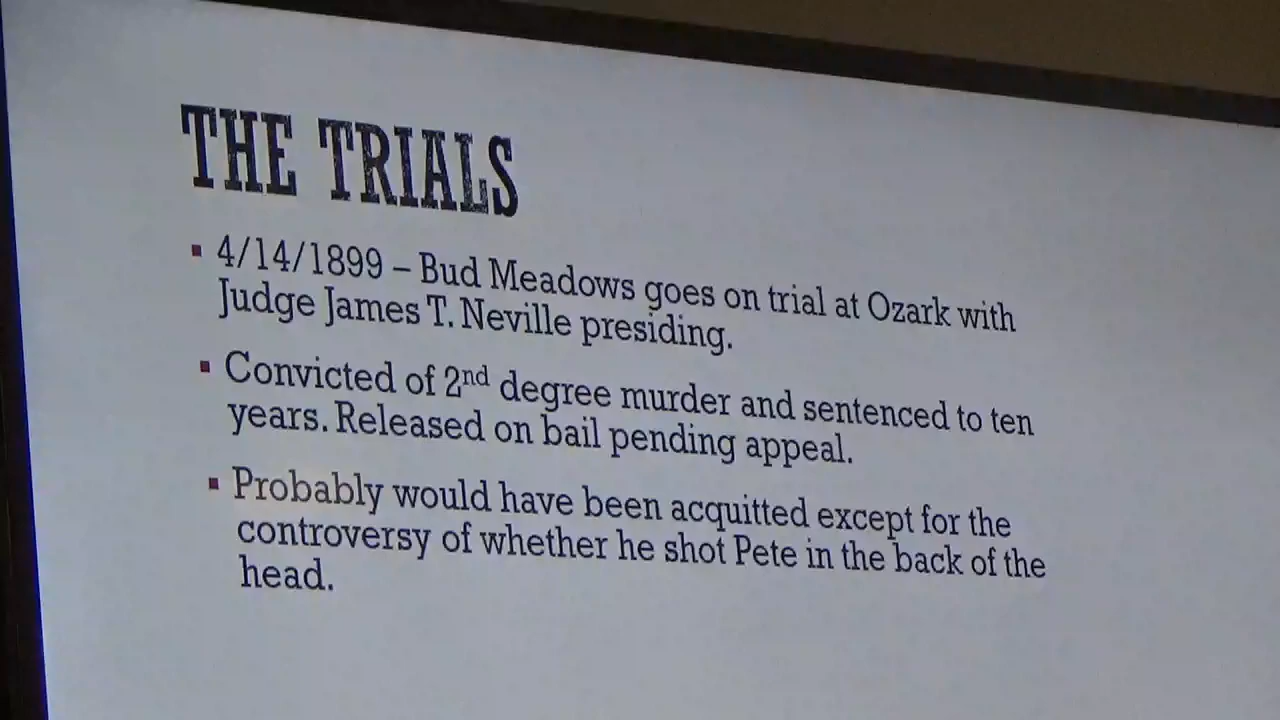 THE TRIALS
▪ 4/14/1899 – Bud Meadows goes on trial at Ozark with
Judge James T. Neville presiding.
▪ Convicted of 2nd degree murder and sentenced to ten
years. Released on bail pending appeal.
▪ Probably would have been acquitted except for the
controversy of whether he shot Pete in the back of the
head.